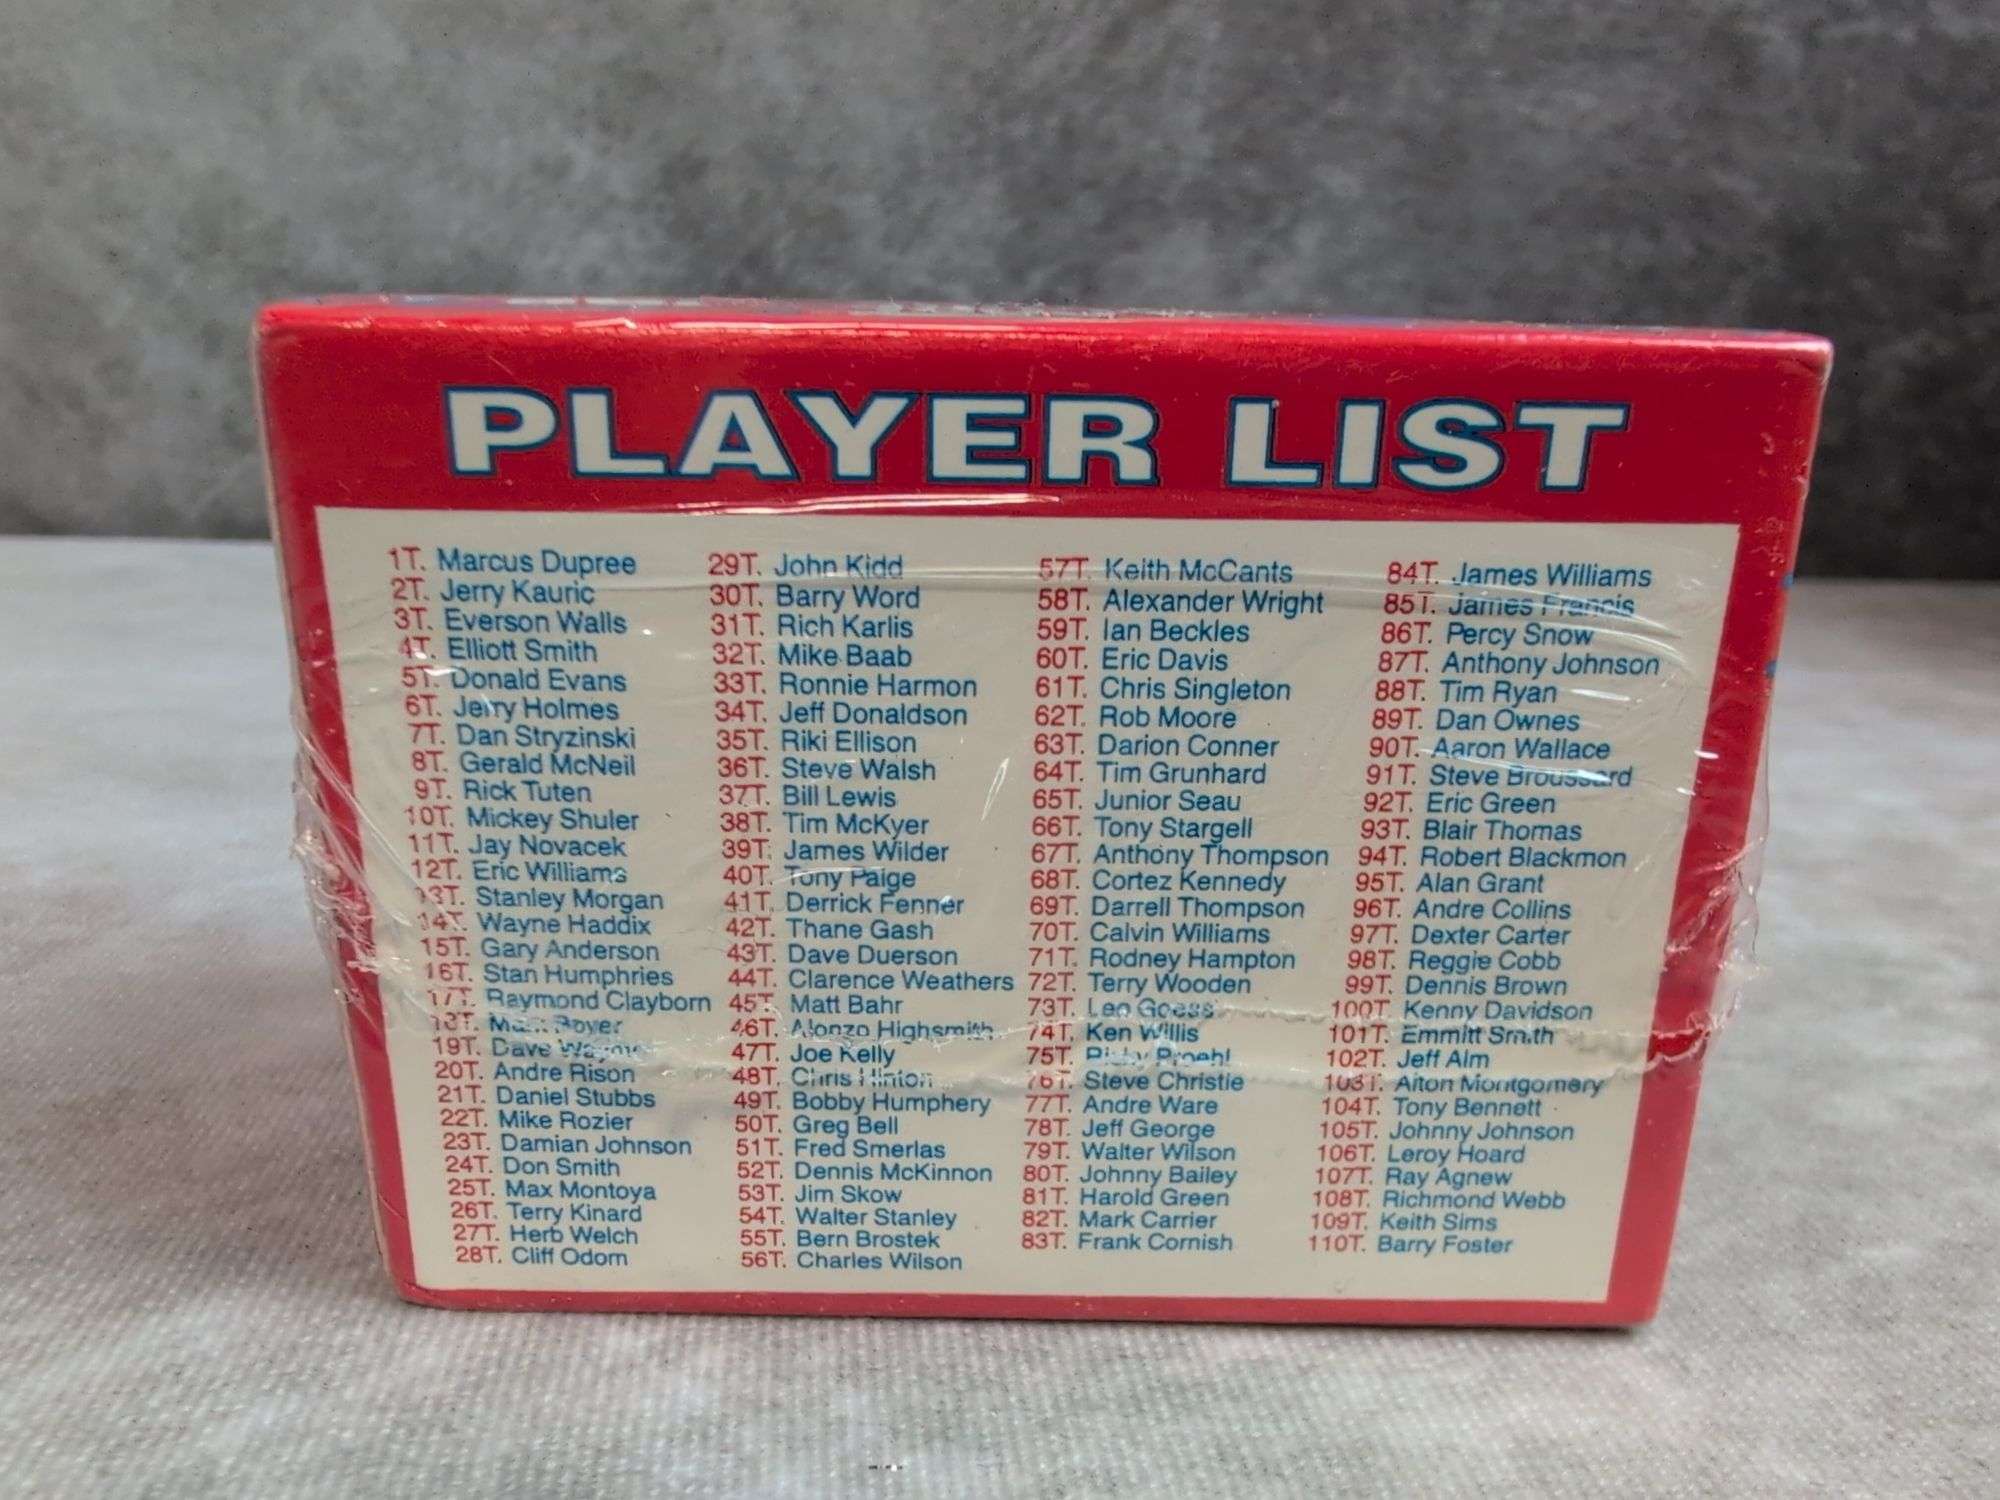 PLAYER LIST
1T. Marcus Dupree
2T. Jerry Kauric
3T. Everson Walls
4T. Elliott Smith
5T. Donald Evans
6T. Jerry Holmes
7T. Dan Stryzinski
8T. Gerald McNeil
9T. Rick Tuten
10T. Mickey Shuler
11T. Jay Novacek
12T. Eric Williams
13T. Stanley Morgan
14T. Wayne Haddix
15T. Gary Anderson
16T. Stan Humphries
17T. Raymond Clayborn
18T. Mark Boyer
19T. Dave
20T. Andre Rison
21T. Daniel Stubbs
22T. Mike Rozier
23T. Damian Johnson
24T. Don Smith
25T. Max Montoya
26T. Terry Kinard
27T. Herb Welch
28T. Cliff Odom
29T. John Kidd
30T. Barry Word
31T. Rich Karlis
32T. Mike Baab
33T. Ronnie Harmon
34T. Jeff Donaldson
35T. Riki Ellison
36T. Steve Walsh
37T. Bill Lewis
38T. Tim McKyer
39T. James Wilder
40T. Tony Paige
41T. Derrick Fenner
42T. Thane Gash
43T. Dave Duerson
44T. Clarence Weathers
45T. Matt Bahr
46T. Alonzo Highsmith
47T. Joe Kelly
48T. Chris Hinton
49T. Bobby Humphery
50T. Greg Bell
51T. Fred Smerlas
52T. Dennis McKinnon
53T. Jim Skow
54T. Walter Stanley
55T. Bern Brostek
56T. Charles Wilson
57T. Keith McCants
58T. Alexander Wright
59T. Ian Beckles
60T. Eric Davis
61T. Chris Singleton
62T. Rob Moore
63T. Darion Conner
64T. Tim Grunhard
65T. Junior Seau
66T. Tony Stargell
67T. Anthony Thompson
68T. Cortez Kennedy
69T. Darrell Thompson
70T. Calvin Williams
71T. Rodney Hampton
72T. Terry Wooden
73T. Leo Goeas
74T. Ken Willis
75T. Ricky Proehl
76T. Steve Christie
77T. Andre Ware
78T. Jeff George
79T. Walter Wilson
80T. Johnny Bailey
81T. Harold Green
82T. Mark Carrier
83T. Frank Cornish
84T. James Williams
85T. James Francis
86T. Percy Snow
87T. Anthony Johnson
88T. Tim Ryan
89T. Dan Ownes
90T. Aaron Wallace
91T. Steve Broussard
92T. Eric Green
93T. Blair Thomas
94T. Robert Blackmon
95T. Alan Grant
96T. Andre Collins
97T. Dexter Carter
98T. Reggie Cobb
99T. Dennis Brown
100T. Kenny Davidson
101T. Emmitt Smith
102T. Jeff Alm
103T. Alton Montgomery
104T. Tony Bennett
105T. Johnny Johnson
106T. Leroy Hoard
107T. Ray Agnew
108T. Richmond Webb
109T. Keith Sims
110T. Barry Foster